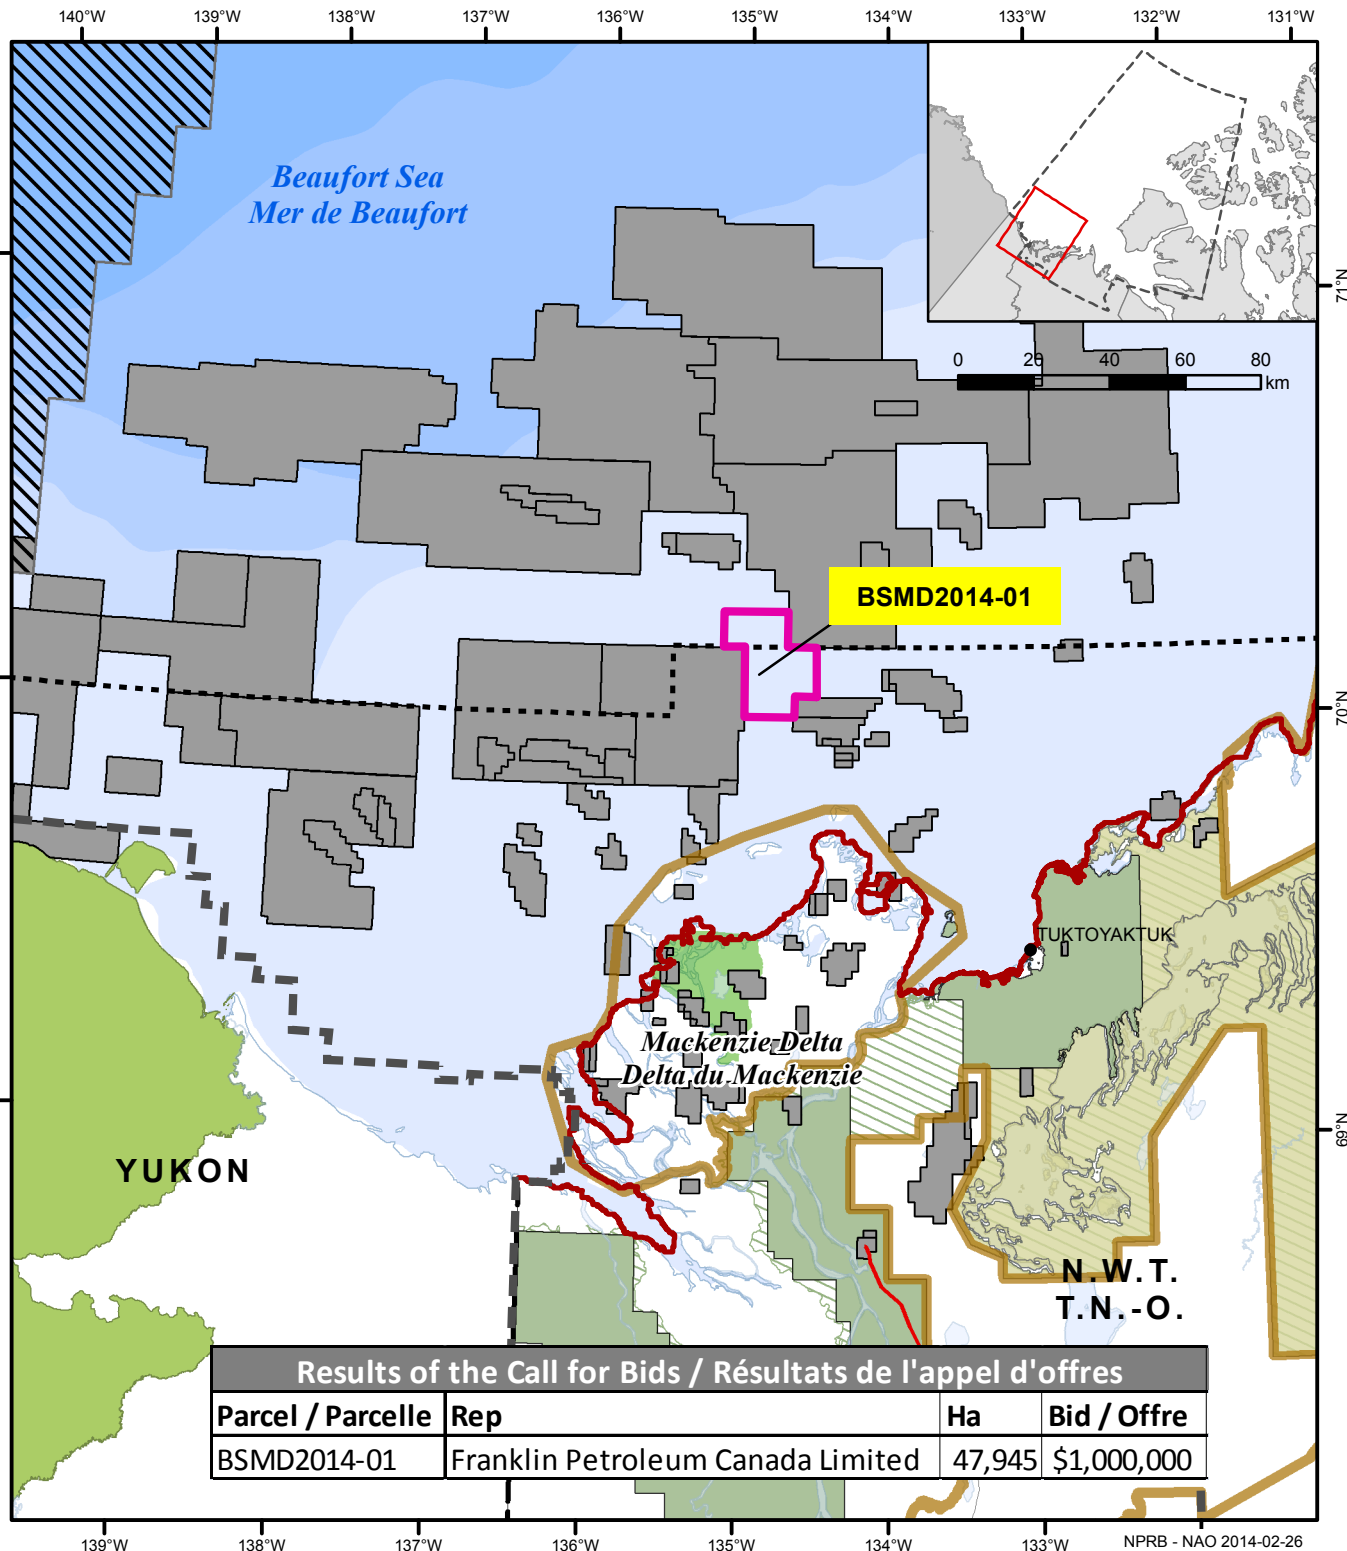 140°W 139°W 138°W 137°W 136°W 135°W 134°W 133°W 132°W 131°W
Beaufort Sea
Mer de Beaufort
71°N
0 20 40 60 80
km
BSMD2014-01
70°N
TUKTOYAKTUK
Mackenzie Delta
Delta du Mackenzie
69°N
YUKON
N.W.T.
T.N.-O.
Results of the Call for Bids / Résultats de l'appel d'offres
Parcel / Parcelle Rep Ha Bid / Offre
BSMD2014-01 Franklin Petroleum Canada Limited 47,945 $1,000,000
139°W 138°W 137°W 136°W 135°W 134°W 133°W
NPRB - NAO 2014-02-26